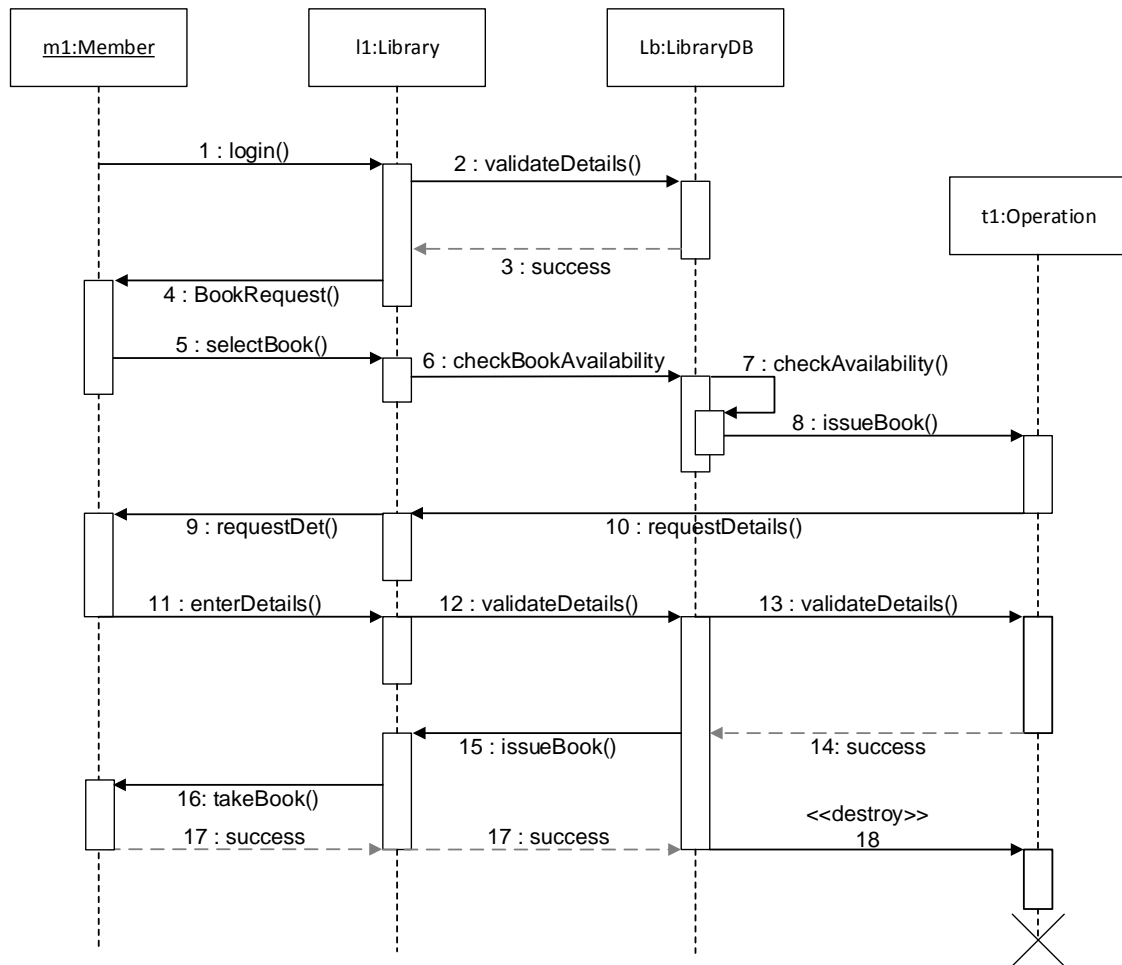 m1:Member
l1:Library
Lb:LibraryDB
1 : login()
2 : validateDetails()
t1:Operation
3 : success
4 : BookRequest()
5 : selectBook()
6 : checkBookAvailability
7 : checkAvailability()
8 : issueBook()
9 : requestDet()
10 : requestDetails()
11 : enterDetails()
12 : validateDetails()
13 : validateDetails()
15 : issueBook()
14: success
16: takeBook()
<<destroy>>
17 : success
17 : success
18